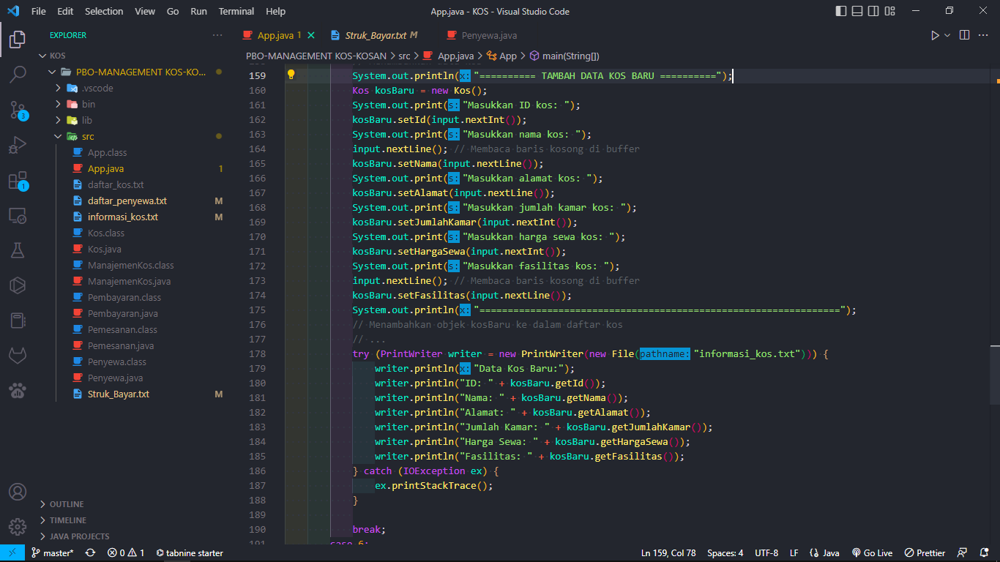 File Edit Selection View Go Run Terminal Help App.java - KOS - Visual Studio Code
EXPLORER
App.java 1
Struk_Bayar.txt M
Penyewa.java
KOS
PBO-MANAGEMENT KOS-KO...
.vscode
bin
lib
src
App.class
App.java 1
daftar_kos.txt
daftar_penyewa.txt M
informasi_kos.txt M
Kos.class
Kos.java
ManajemenKos.class
ManajemenKos.java
Pembayaran.class
Pembayaran.java
Pemesanan.class
Pemesanan.java
Penyewa.class
Penyewa.java
Struk_Bayar.txt M
OUTLINE
TIMELINE
JAVA PROJECTS
3
1
PBO-MANAGEMENT KOS-KOSAN > src > App.java > App > main(String[])
159 System.out.println(x: "========== TAMBAH DATA KOS BARU ==========");
160 Kos kosBaru = new Kos();
161 System.out.print(s: "Masukkan ID kos: ");
162 kosBaru.setId(input.nextInt());
163 System.out.print(s: "Masukkan nama kos: ");
164 input.nextLine(); // Membaca baris kosong di buffer
165 kosBaru.setNama(input.nextLine());
166 System.out.print(s: "Masukkan alamat kos: ");
167 kosBaru.setAlamat(input.nextLine());
168 System.out.print(s: "Masukkan jumlah kamar kos: ");
169 kosBaru.setJumlahKamar(input.nextInt());
170 System.out.print(s: "Masukkan harga sewa kos: ");
171 kosBaru.setHargaSewa(input.nextInt());
172 System.out.print(s: "Masukkan fasilitas kos: ");
173 input.nextLine(); // Membaca baris kosong di buffer
174 kosBaru.setFasilitas(input.nextLine());
175 System.out.println(x: "================================================================");
176 // Menambahkan objek kosBaru ke dalam daftar kos
177 // ...
178 try (PrintWriter writer = new PrintWriter(new File(pathname: "informasi_kos.txt"))) {
179 writer.println(x: "Data Kos Baru:");
180 writer.println("ID: " + kosBaru.getId());
181 writer.println("Nama: " + kosBaru.getNama());
182 writer.println("Alamat: " + kosBaru.getAlamat());
183 writer.println("Jumlah Kamar: " + kosBaru.getJumlahKamar());
184 writer.println("Harga Sewa: " + kosBaru.getHargaSewa());
185 writer.println("Fasilitas: " + kosBaru.getFasilitas());
186 } catch (IOException ex) {
187 ex.printStackTrace();
188 }
189
190 break;
191 case 6:
master* 0 1 tabnine starter Ln 159, Col 78 Spaces: 4 UTF-8 LF {} Java Go Live Prettier